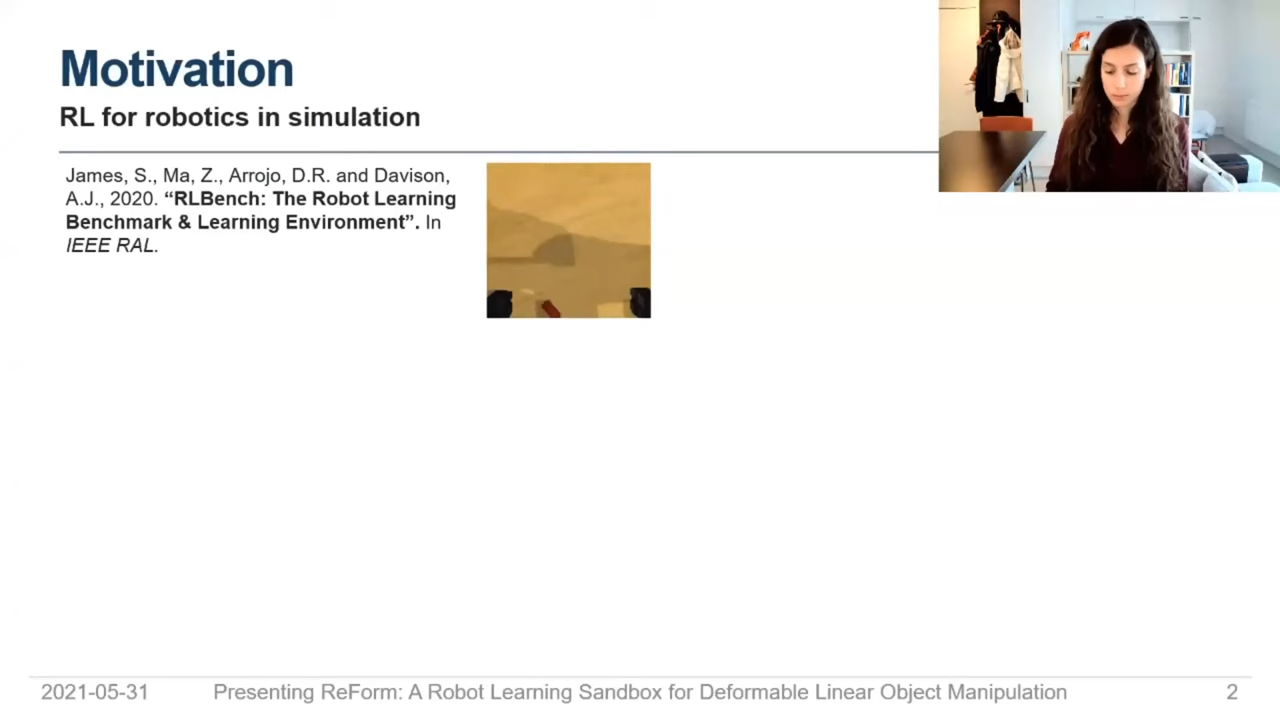 Motivation
RL for robotics in simulation
James, S., Ma, Z., Arrojo, D.R. and Davison,
A.J., 2020. “RLBench: The Robot Learning
Benchmark & Learning Environment”. In
IEEE RAL.
2021-05-31 Presenting ReForm: A Robot Learning Sandbox for Deformable Linear Object Manipulation 2